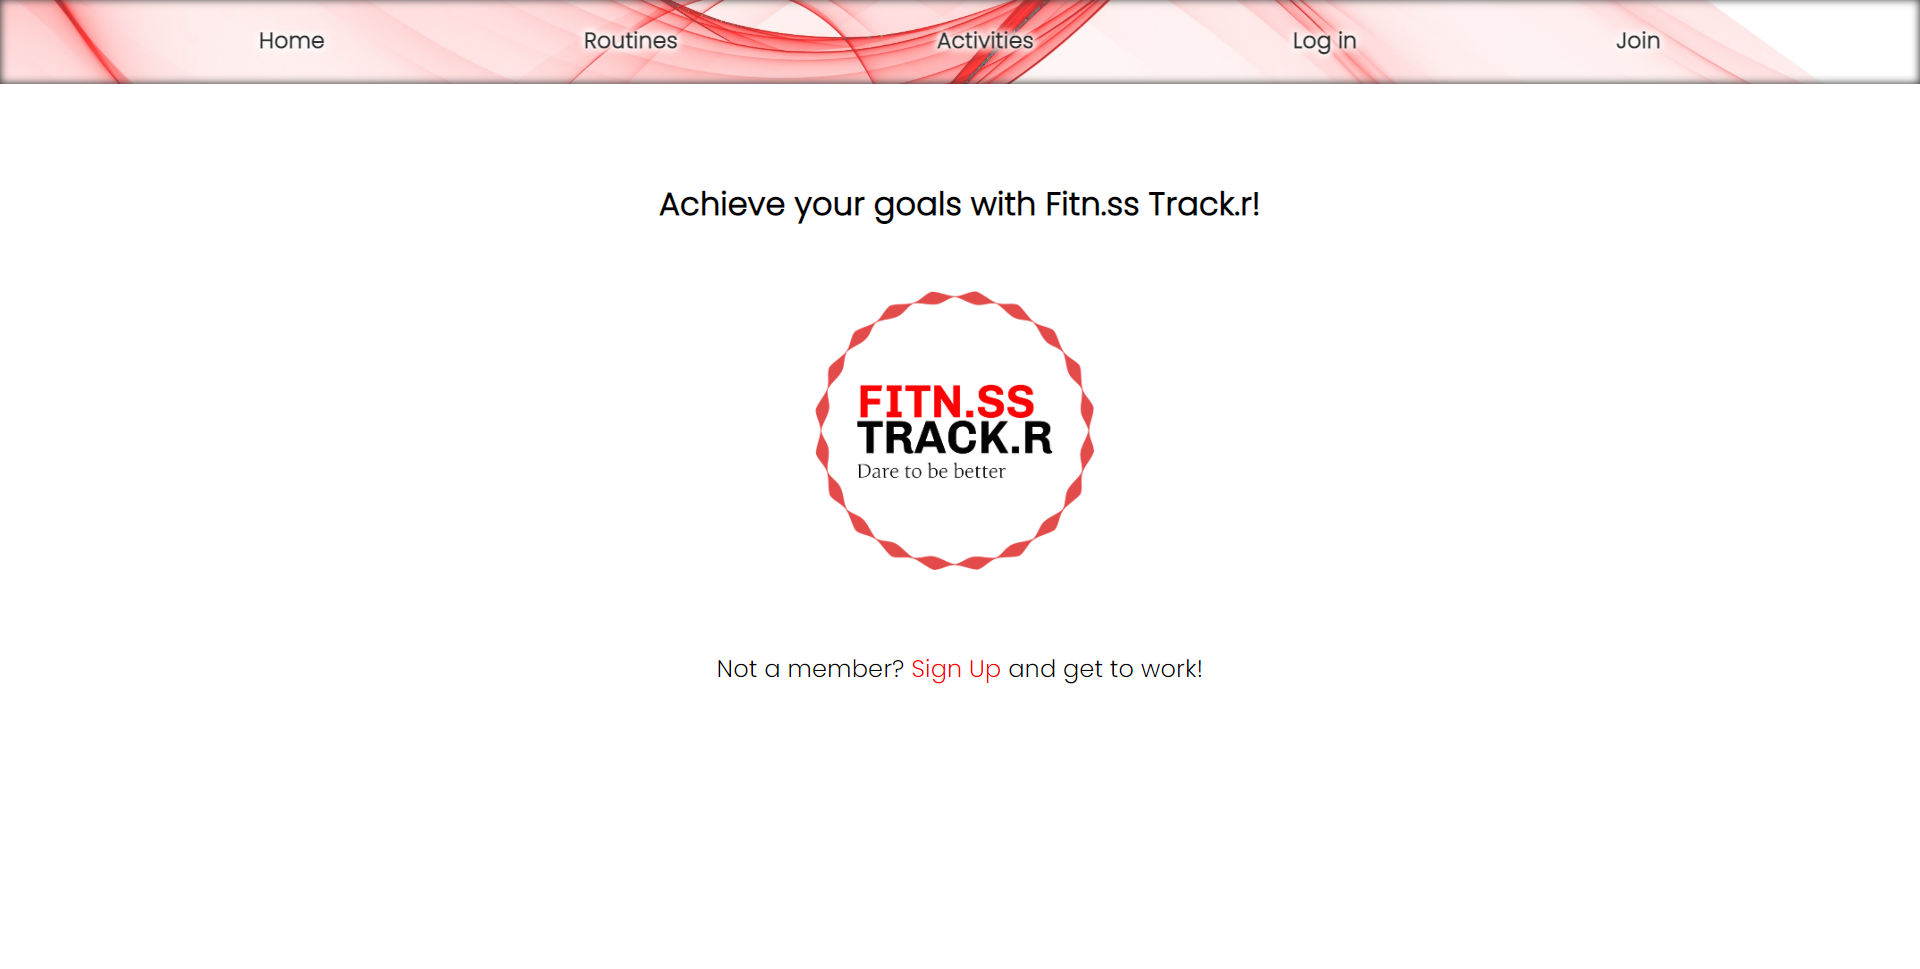 Home Routines Activities Log in Join
Achieve your goals with Fitn.ss Track.r!
FITN.SS
TRACK.R
Dare to be better
Not a member? Sign Up and get to work!